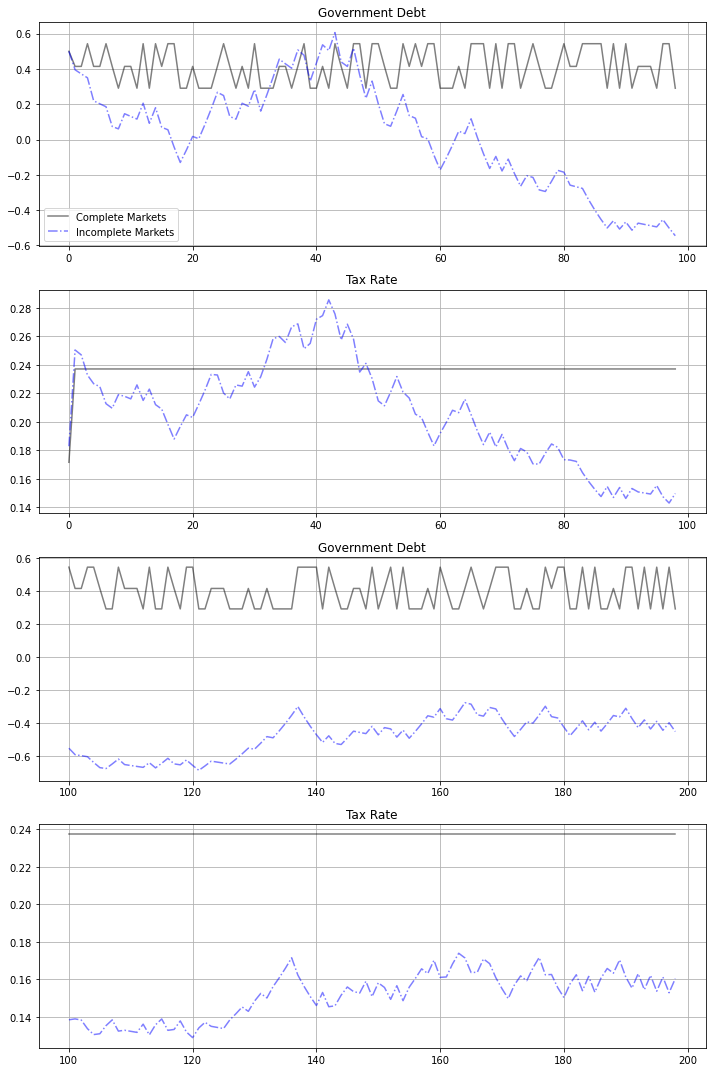 Government Debt
0.6
0.4
0.2
0.0
−0.2
−0.4
−0.6
Complete Markets
Incomplete Markets
0 20 40 60 80 100
Tax Rate
0.28
0.26
0.24
0.22
0.20
0.18
0.16
0.14
0 20 40 60 80 100
Government Debt
0.6
0.4
0.2
0.0
−0.2
−0.4
−0.6
100 120 140 160 180 200
Tax Rate
0.24
0.22
0.20
0.18
0.16
0.14
100 120 140 160 180 200